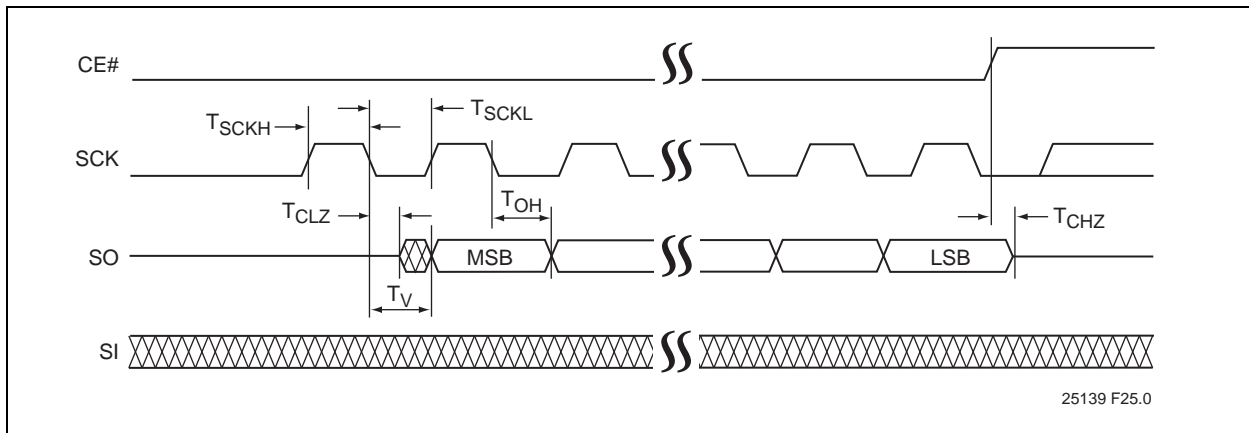 CE#
T_SCKH
T_SCKL
SCK
T_CLZ
T_OH
T_CHZ
SO
MSB
LSB
T_V
SI
25139 F25.0